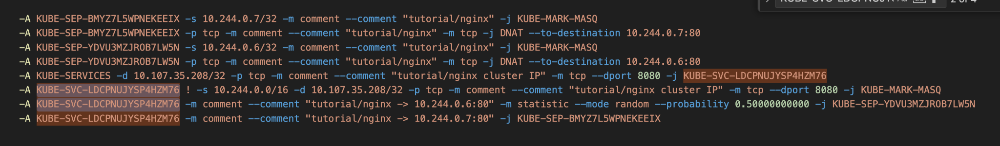 -A KUBE-SEP-BMYZ7L5WPNEKEEIX -s 10.244.0.7/32 -m comment --comment "tutorial/nginx" -j KUBE-MARK-MASQ
-A KUBE-SEP-BMYZ7L5WPNEKEEIX -p tcp -m comment --comment "tutorial/nginx" -m tcp -j DNAT --to-destination 10.244.0.7:80
-A KUBE-SEP-YDVU3MZJROB7LW5N -s 10.244.0.6/32 -m comment --comment "tutorial/nginx" -j KUBE-MARK-MASQ
-A KUBE-SEP-YDVU3MZJROB7LW5N -p tcp -m comment --comment "tutorial/nginx" -m tcp -j DNAT --to-destination 10.244.0.6:80
-A KUBE-SERVICES -d 10.107.35.208/32 -p tcp -m comment --comment "tutorial/nginx cluster IP" -m tcp --dport 8080 -j KUBE-SVC-LDCPNUJYSP4HZM76
-A KUBE-SVC-LDCPNUJYSP4HZM76 ! -s 10.244.0.0/16 -d 10.107.35.208/32 -p tcp -m comment --comment "tutorial/nginx cluster IP" -m tcp --dport 8080 -j KUBE-MARK-MASQ
-A KUBE-SVC-LDCPNUJYSP4HZM76 -m comment --comment "tutorial/nginx -> 10.244.0.6:80" -m statistic --mode random --probability 0.50000000000 -j KUBE-SEP-YDVU3MZJROB7LW5N
-A KUBE-SVC-LDCPNUJYSP4HZM76 -m comment --comment "tutorial/nginx -> 10.244.0.7:80" -j KUBE-SEP-BMYZ7L5WPNEKEEIX